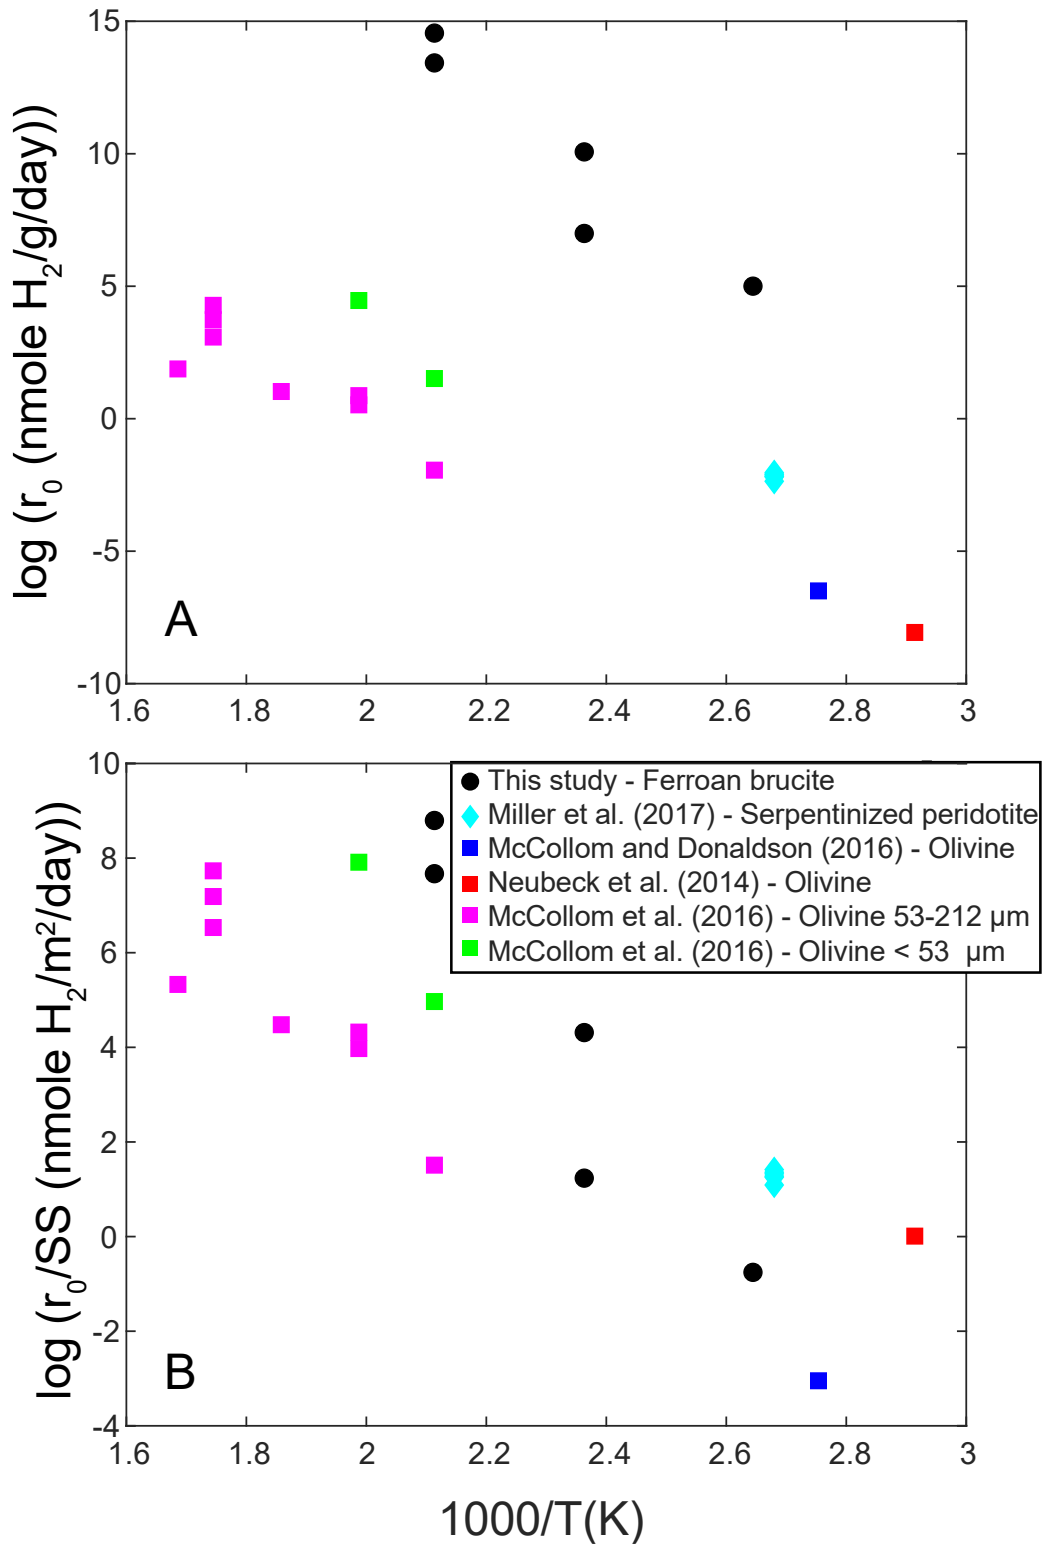 15
10
5
0
-5
-10
log (r0 (nmole H2/g/day))
A
1.6 1.8 2 2.2 2.4 2.6 2.8 3
10
8
6
4
2
0
-2
-4
log (r0/SS (nmole H2/m²/day))
This study - Ferroan brucite
Miller et al. (2017) - Serpentinized peridotite
McCollom and Donaldson (2016) - Olivine
Neubeck et al. (2014) - Olivine
McCollom et al. (2016) - Olivine 53-212 μm
McCollom et al. (2016) - Olivine < 53 μm
B
1.6 1.8 2 2.2 2.4 2.6 2.8 3
1000/T(K)